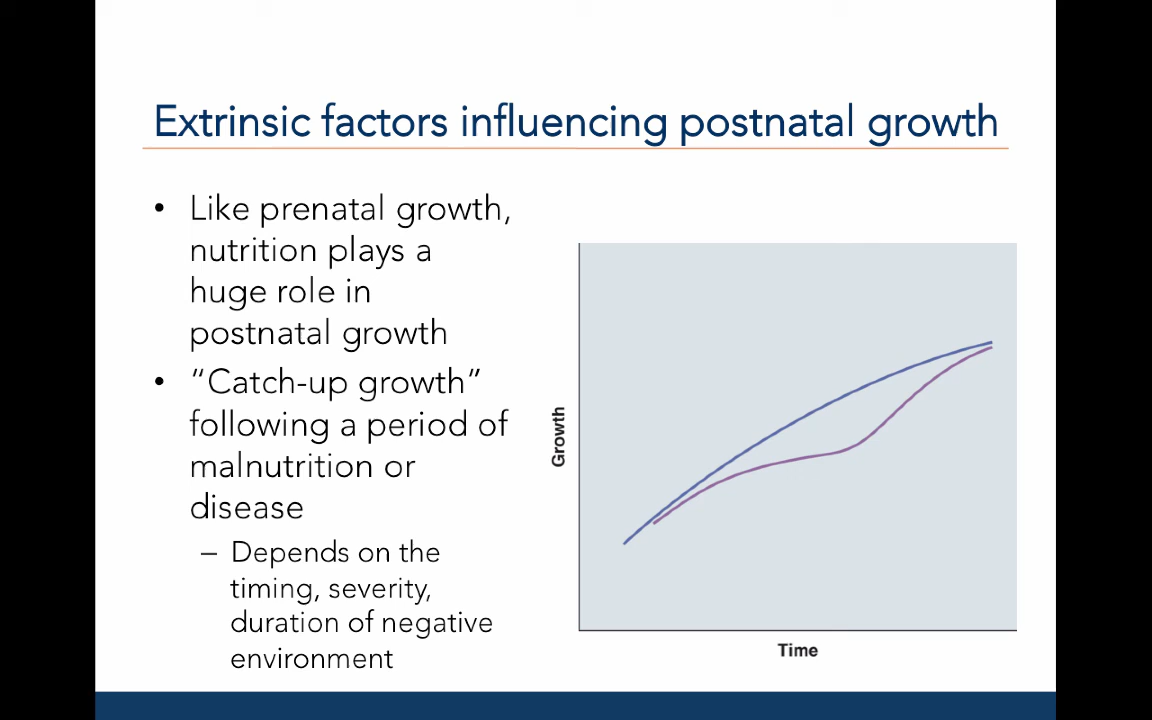 Extrinsic factors influencing postnatal growth
• Like prenatal growth,
nutrition plays a
huge role in
postnatal growth
• “Catch-up growth”
following a period of
malnutrition or
disease
– Depends on the
timing, severity,
duration of negative
environment
Growth
Time